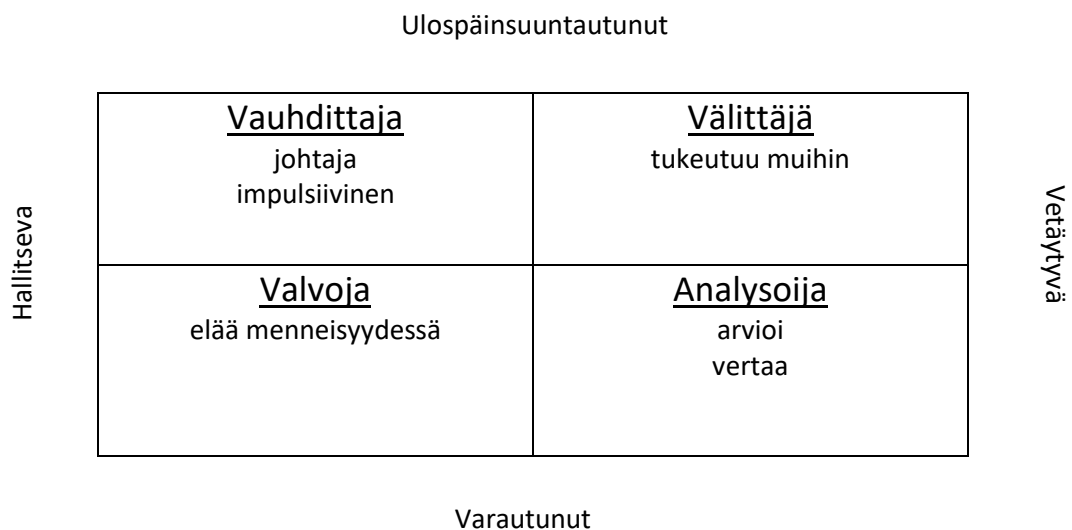 Ulospäinsuuntautunut
Vauhdittaja
johtaja
impulsiivinen
Välittäjä
tukeutuu muihin
Hallitseva
Vetäytyvä
Valvoja
elää menneisyydessä
Analysoija
arvioi
vertaa
Varautunut